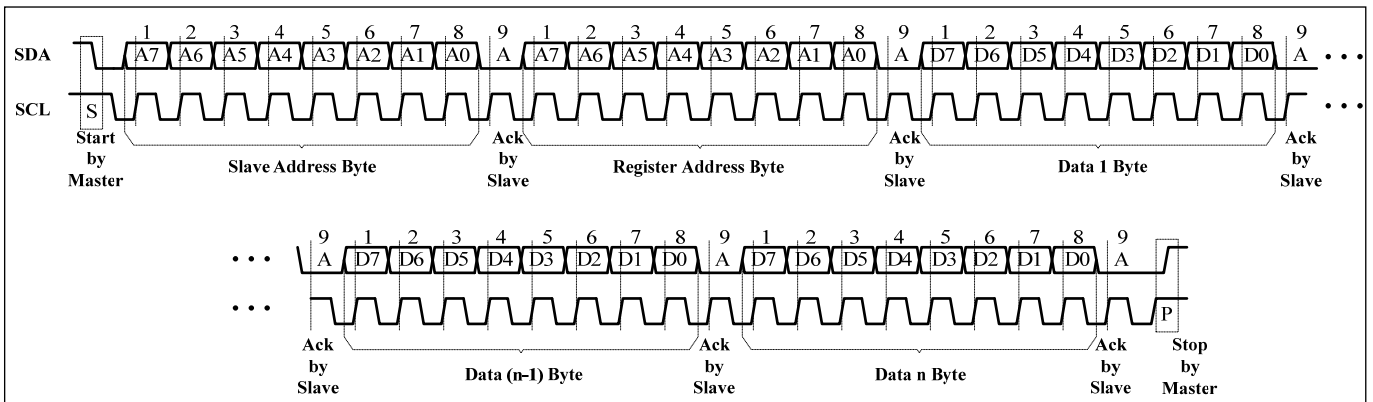 1 2 3 4 5 6 7 8 9 1 2 3 4 5 6 7 8 9 1 2 3 4 5 6 7 8 9
SDA A7 A6 A5 A4 A3 A2 A1 A0 A A7 A6 A5 A4 A3 A2 A1 A0 A D7 D6 D5 D4 D3 D2 D1 D0 A • • •
SCL S • • •
Start by Master
Slave Address Byte
Ack by Slave
Register Address Byte
Ack by Slave
Data 1 Byte
Ack by Slave
9 1 2 3 4 5 6 7 8 9 1 2 3 4 5 6 7 8 9
• • • A D7 D6 D5 D4 D3 D2 D1 D0 A D7 D6 D5 D4 D3 D2 D1 D0 A
• • • P
Ack by Slave
Data (n-1) Byte
Ack by Slave
Data n Byte
Ack by Slave
Stop by Master